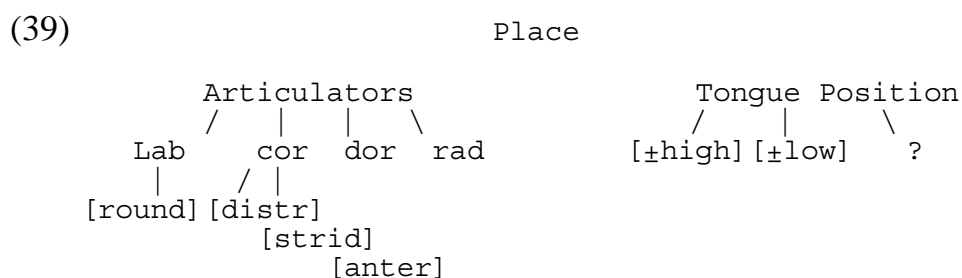 (39) Place
Articulators Tongue Position
/ | | \ / | \
Lab cor dor rad [±high] [±low] ?
| / |
[round] [distr]
[strid]
[anter]